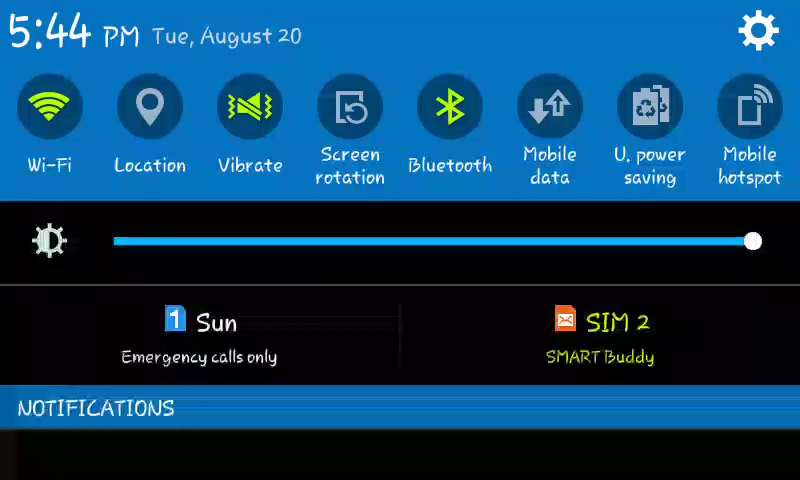 5:44 PM Tue, August 20
Wi-Fi Location Vibrate Screen rotation Bluetooth Mobile data U. power saving Mobile hotspot
1 Sun
Emergency calls only
SIM 2
SMART Buddy
NOTIFICATIONS